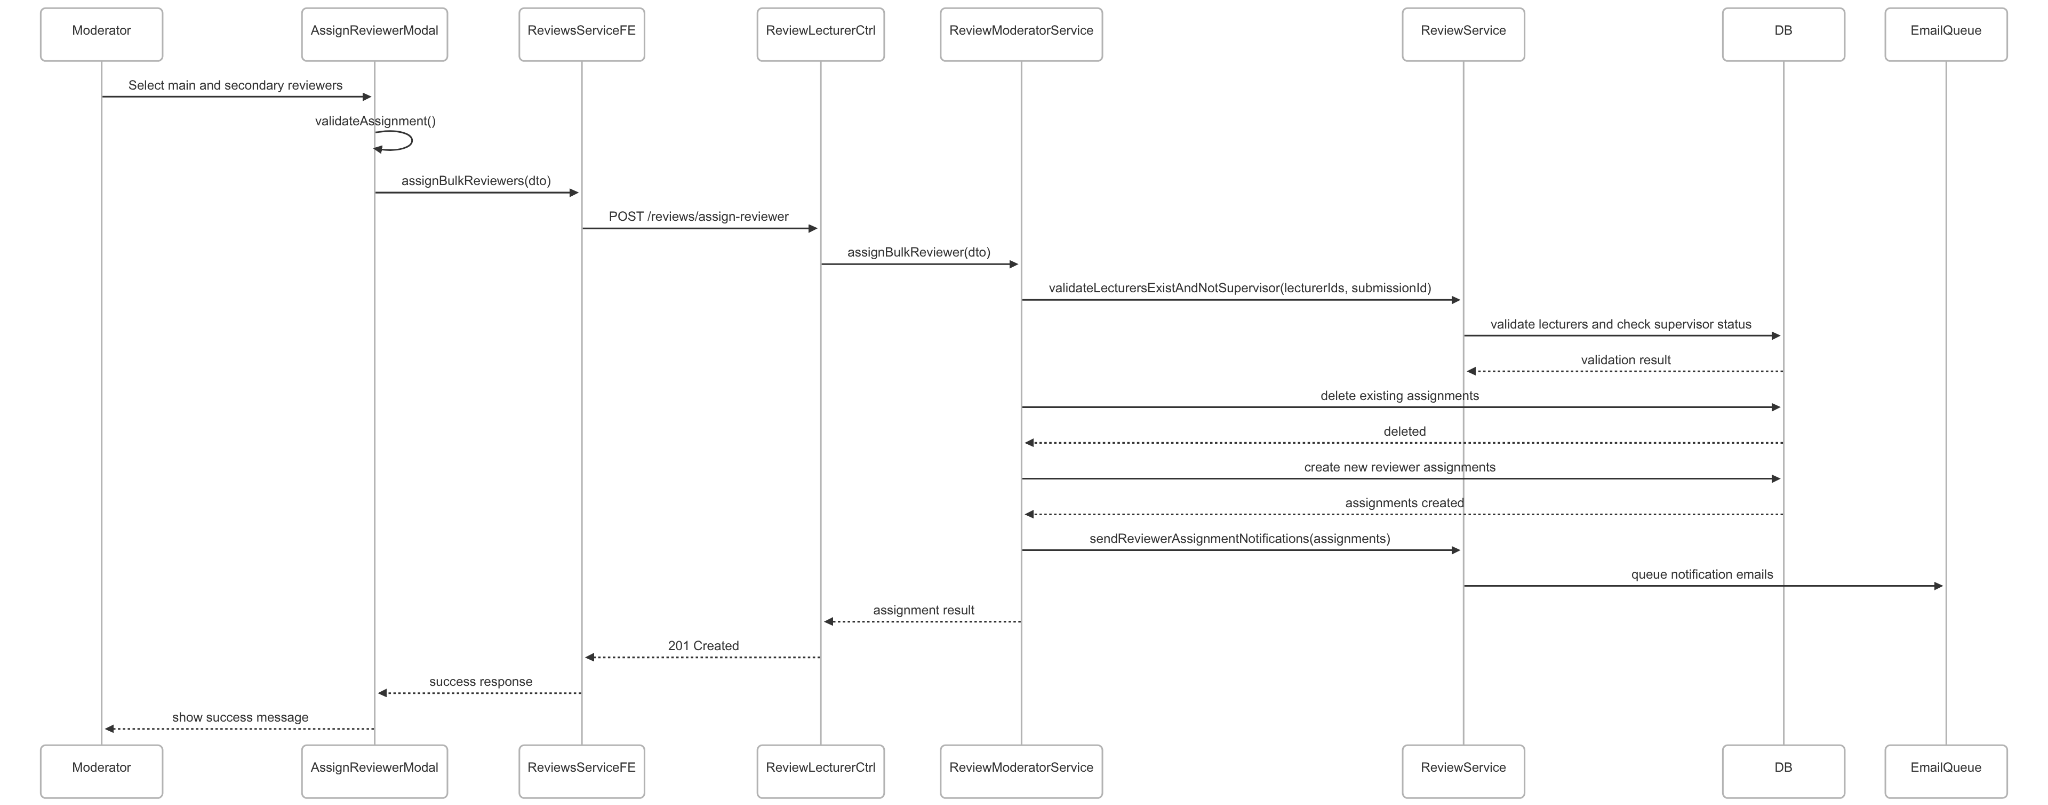 Moderator
AssignReviewerModal
ReviewsServiceFE
ReviewLecturerCtrl
ReviewModeratorService
ReviewService
DB
EmailQueue
Select main and secondary reviewers
validateAssignment()
assignBulkReviewers(dto)
POST /reviews/assign-reviewer
assignBulkReviewer(dto)
validateLecturersExistAndNotSupervisor(lecturerIds, submissionId)
validate lecturers and check supervisor status
validation result
delete existing assignments
deleted
create new reviewer assignments
assignments created
sendReviewerAssignmentNotifications(assignments)
queue notification emails
assignment result
201 Created
success response
show success message
Moderator
AssignReviewerModal
ReviewsServiceFE
ReviewLecturerCtrl
ReviewModeratorService
ReviewService
DB
EmailQueue